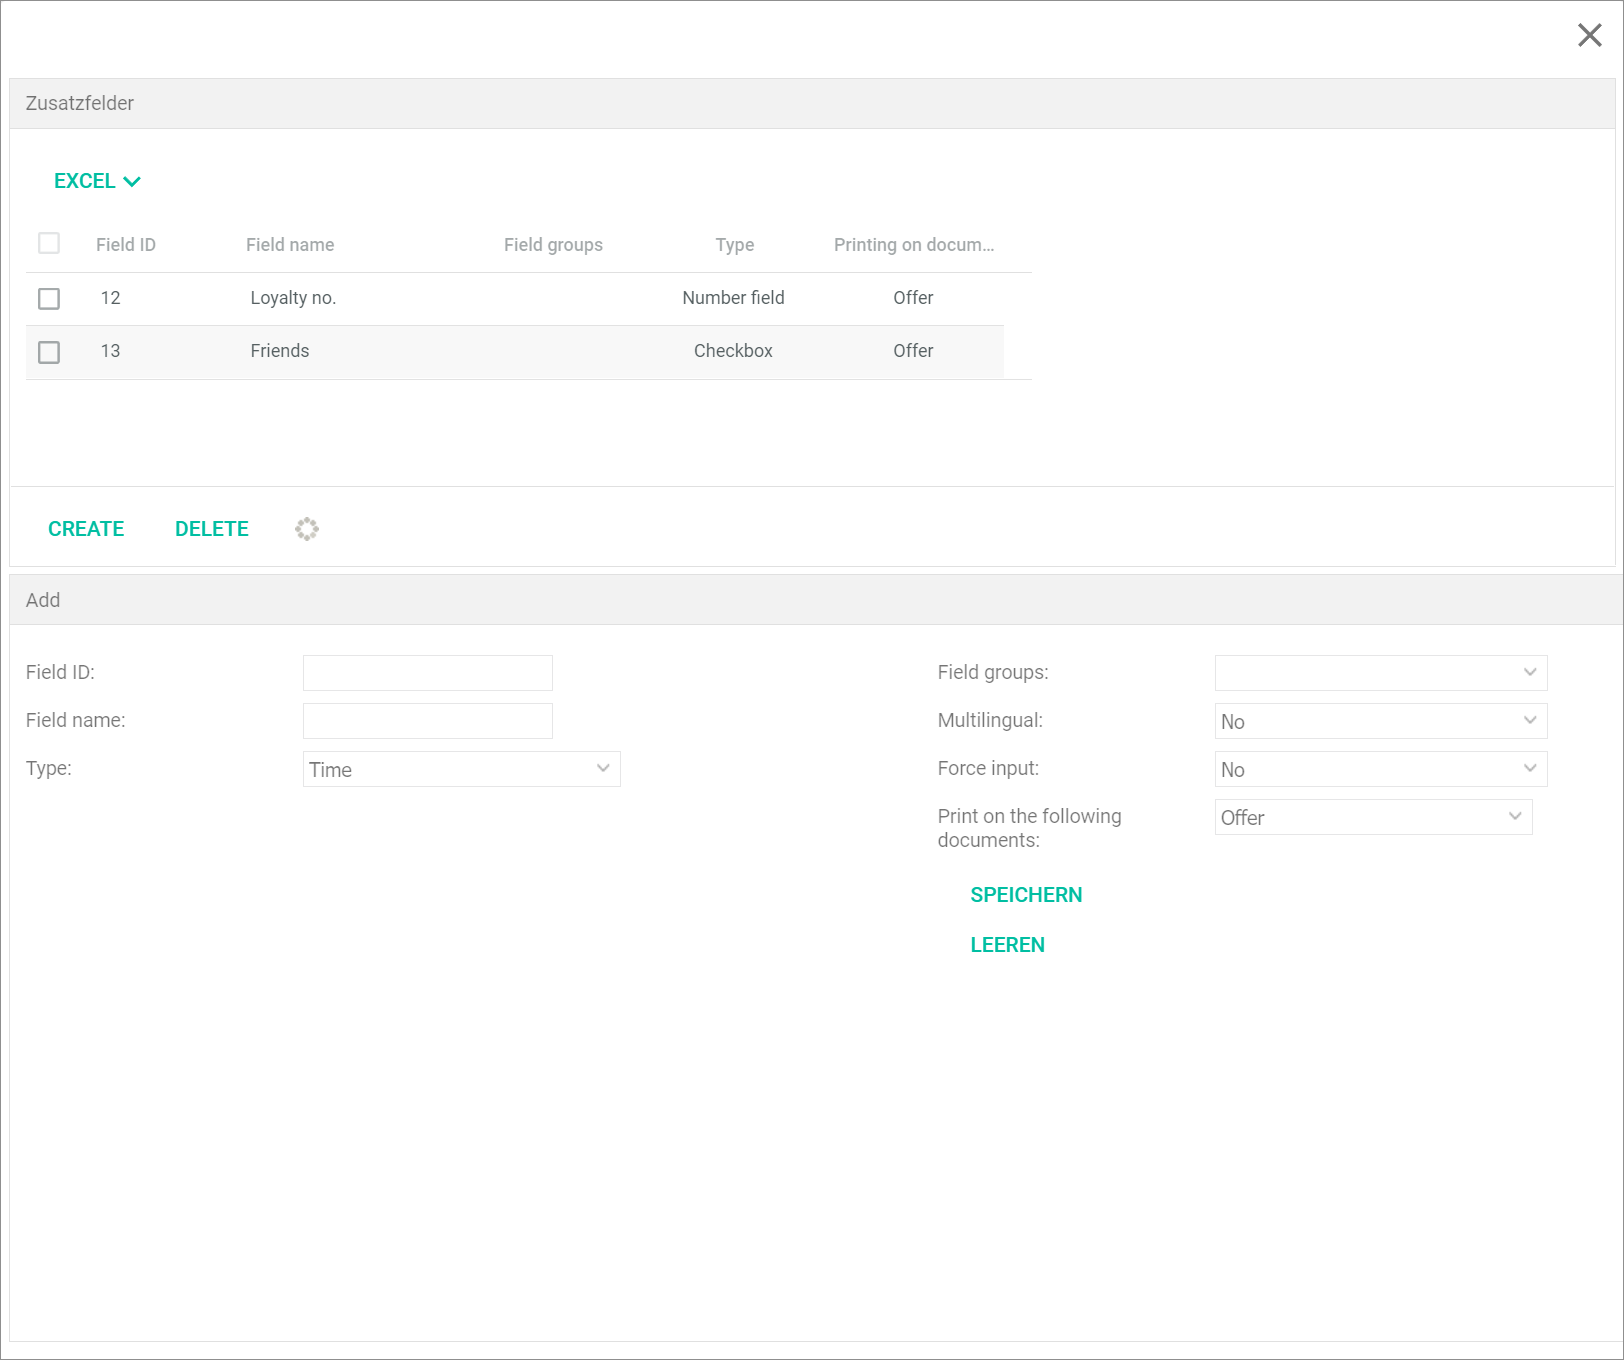 Zusatzfelder
EXCEL
Field ID Field name Field groups Type Printing on docum...
12 Loyalty no. Number field Offer
13 Friends Checkbox Offer
CREATE DELETE
Add
Field ID:
Field name:
Type: Time
Field groups:
Multilingual: No
Force input: No
Print on the following Offer
documents:
SPEICHERN
LEEREN